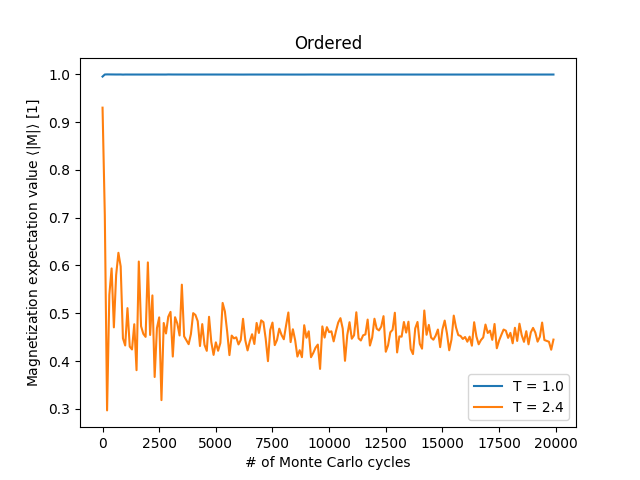 Ordered
Magnetization expectation value ⟨|M|⟩ [1]
1.0
0.9
0.8
0.7
0.6
0.5
0.4
0.3
T = 1.0
T = 2.4
0 2500 5000 7500 10000 12500 15000 17500 20000
# of Monte Carlo cycles